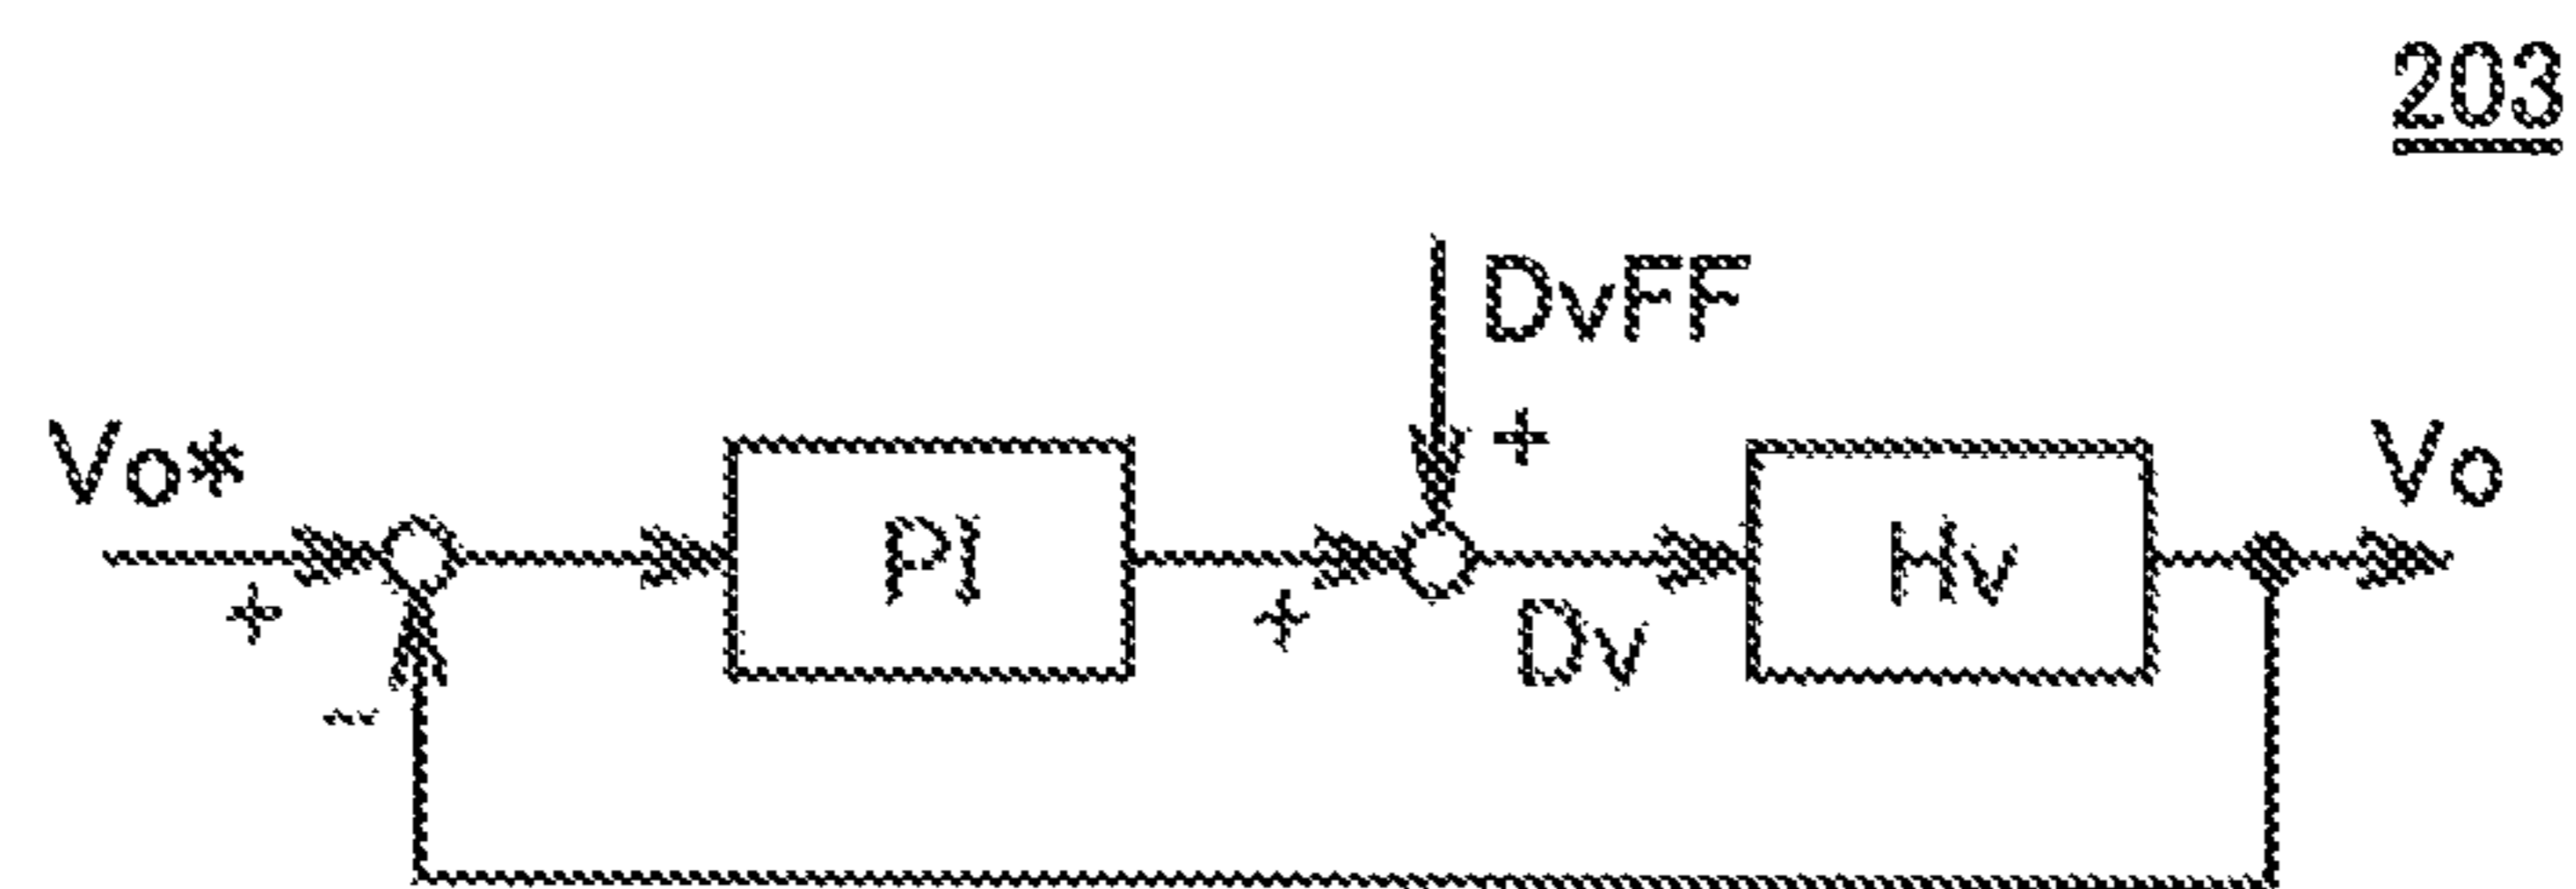 203
DvFF
+
Vo*
Vo
PI
Hv
+
+
Dv
-